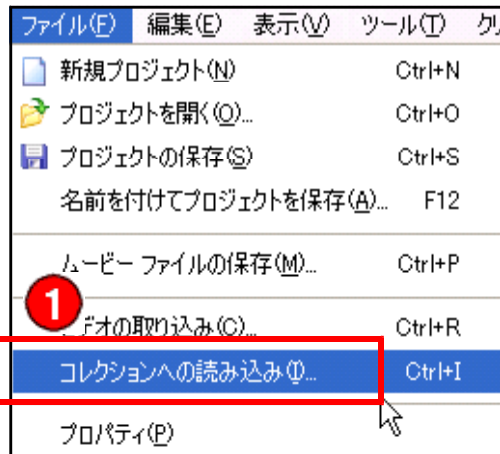 ファイル(F) 編集(E) 表示(V) ツール(T) ク
新規プロジェクト(N) Ctrl+N
プロジェクトを開く(O)... Ctrl+O
プロジェクトの保存(S) Ctrl+S
名前を付けてプロジェクトを保存(A)... F12
ムービー ファイルの保存(M)... Ctrl+P
1
デオの取り込み(C)... Ctrl+R
コレクションへの読み込み(I)... Ctrl+I
プロパティ(P)